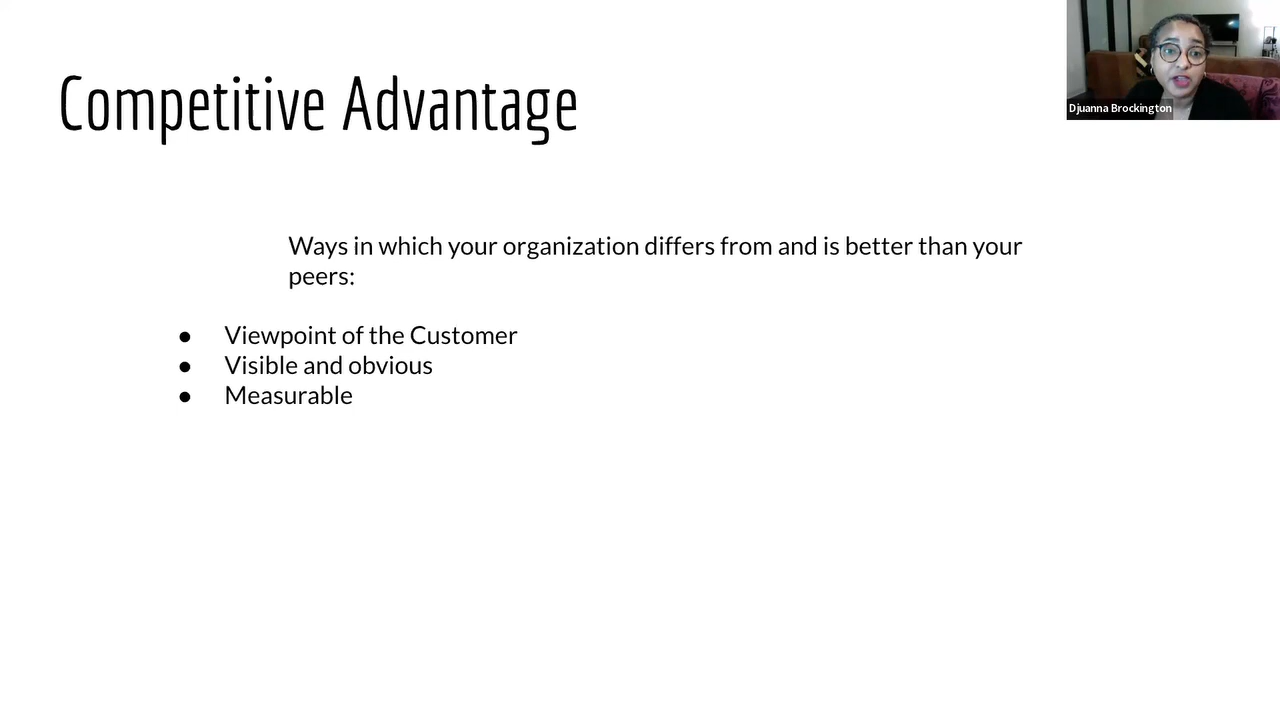 Competitive Advantage
Djuanna Brockington
Ways in which your organization differs from and is better than your
peers:
● Viewpoint of the Customer
● Visible and obvious
● Measurable